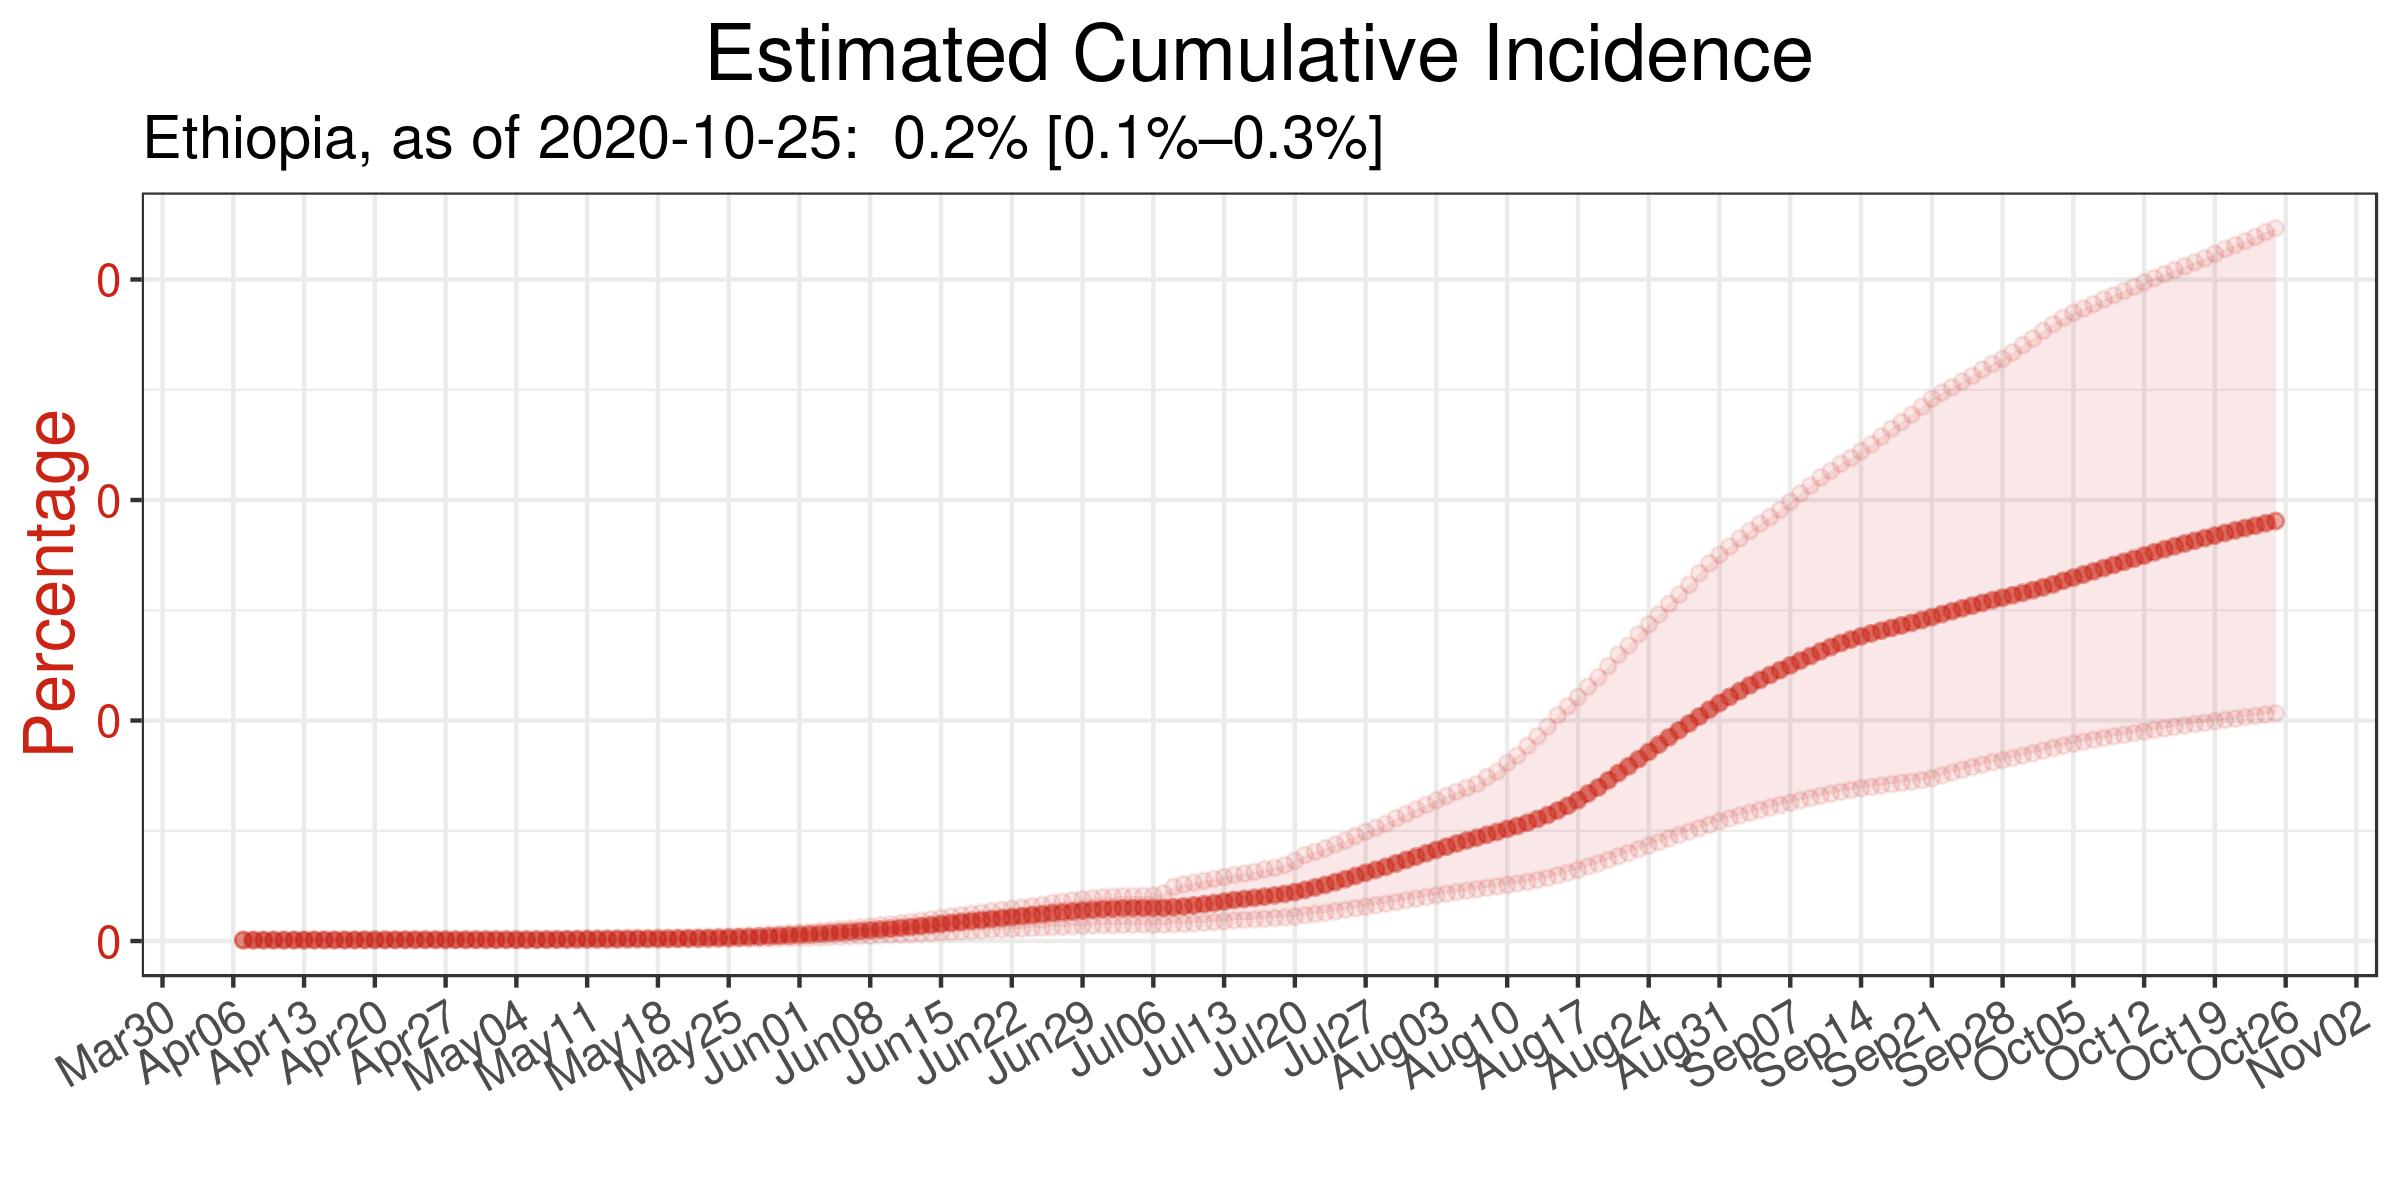 Estimated Cumulative Incidence
Ethiopia, as of 2020-10-25:  0.2% [0.1%–0.3%]
Percentage
0
0
0
0
Mar30
Apr06
Apr13
Apr20
Apr27
May04
May11
May18
May25
Jun01
Jun08
Jun15
Jun22
Jun29
Jul06
Jul13
Jul20
Jul27
Aug03
Aug10
Aug17
Aug24
Aug31
Sep07
Sep14
Sep21
Sep28
Oct05
Oct12
Oct19
Oct26
Nov02